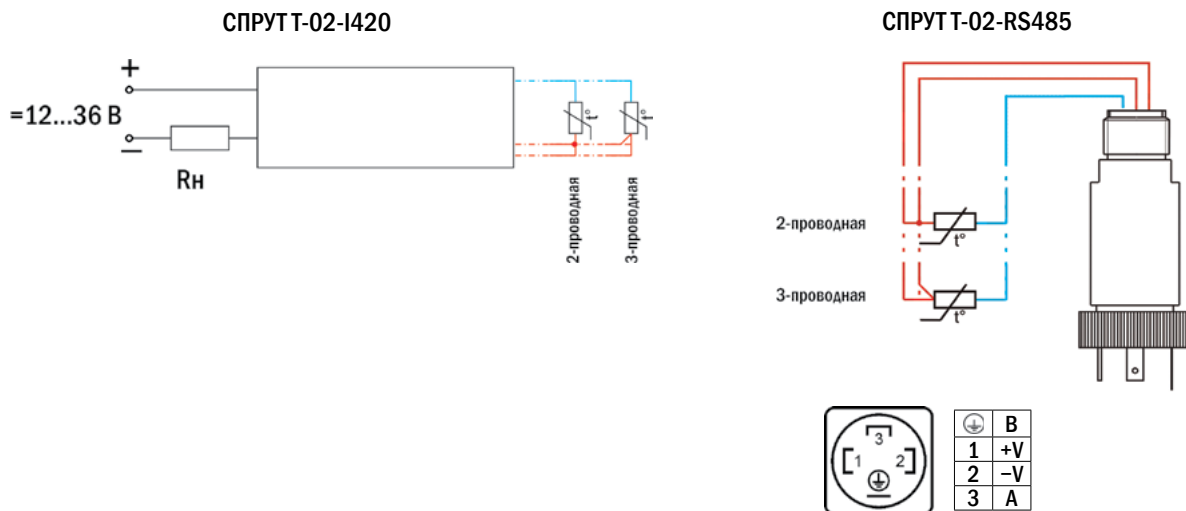 СПРУТ Т-02-I420
+
=12...36 В
–
Rн
t°
t°
2-проводная
3-проводная
СПРУТ Т-02-RS485
2-проводная
t°
3-проводная
t°
3
1 2
B
1 +V
2 –V
3 A